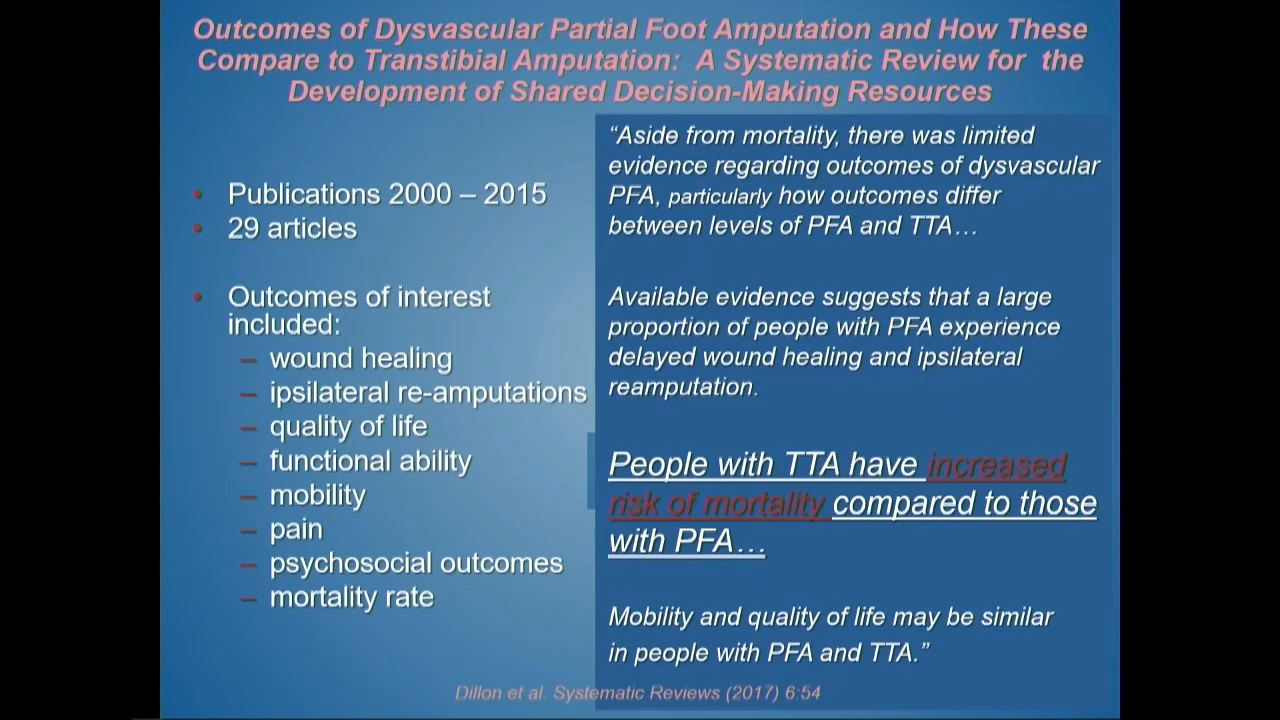 Outcomes of Dysvascular Partial Foot Amputation and How These
Compare to Transtibial Amputation: A Systematic Review for the
Development of Shared Decision-Making Resources
• Publications 2000 – 2015
• 29 articles
• Outcomes of interest
included:
– wound healing
– ipsilateral re-amputations
– quality of life
– functional ability
– mobility
– pain
– psychosocial outcomes
– mortality rate
“Aside from mortality, there was limited
evidence regarding outcomes of dysvascular
PFA, particularly how outcomes differ
between levels of PFA and TTA…
Available evidence suggests that a large
proportion of people with PFA experience
delayed wound healing and ipsilateral
reamputation.
People with TTA have increased
risk of mortality compared to those
with PFA…
Mobility and quality of life may be similar
in people with PFA and TTA.”
Dillon et al. Systematic Reviews (2017) 6:54